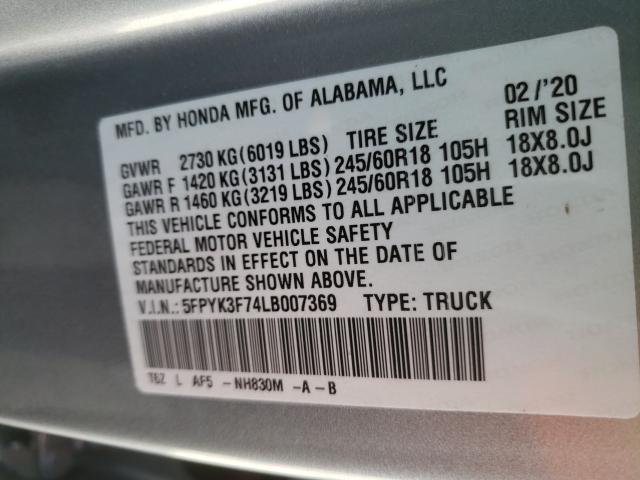 MFD. BY HONDA MFG. OF ALABAMA, LLC 02/'20
GVWR 2730 KG(6019 LBS) TIRE SIZE RIM SIZE
GAWR F 1420 KG(3131 LBS) 245/60R18 105H 18X8.0J
GAWR R 1460 KG(3219 LBS) 245/60R18 105H 18X8.0J
THIS VEHICLE CONFORMS TO ALL APPLICABLE
FEDERAL MOTOR VEHICLE SAFETY
STANDARDS IN EFFECT ON THE DATE OF
MANUFACTURE SHOWN ABOVE.
V.I.N.: 5FPYK3F74LB007369 TYPE: TRUCK
T6Z L AF5 -NH830M -A-B